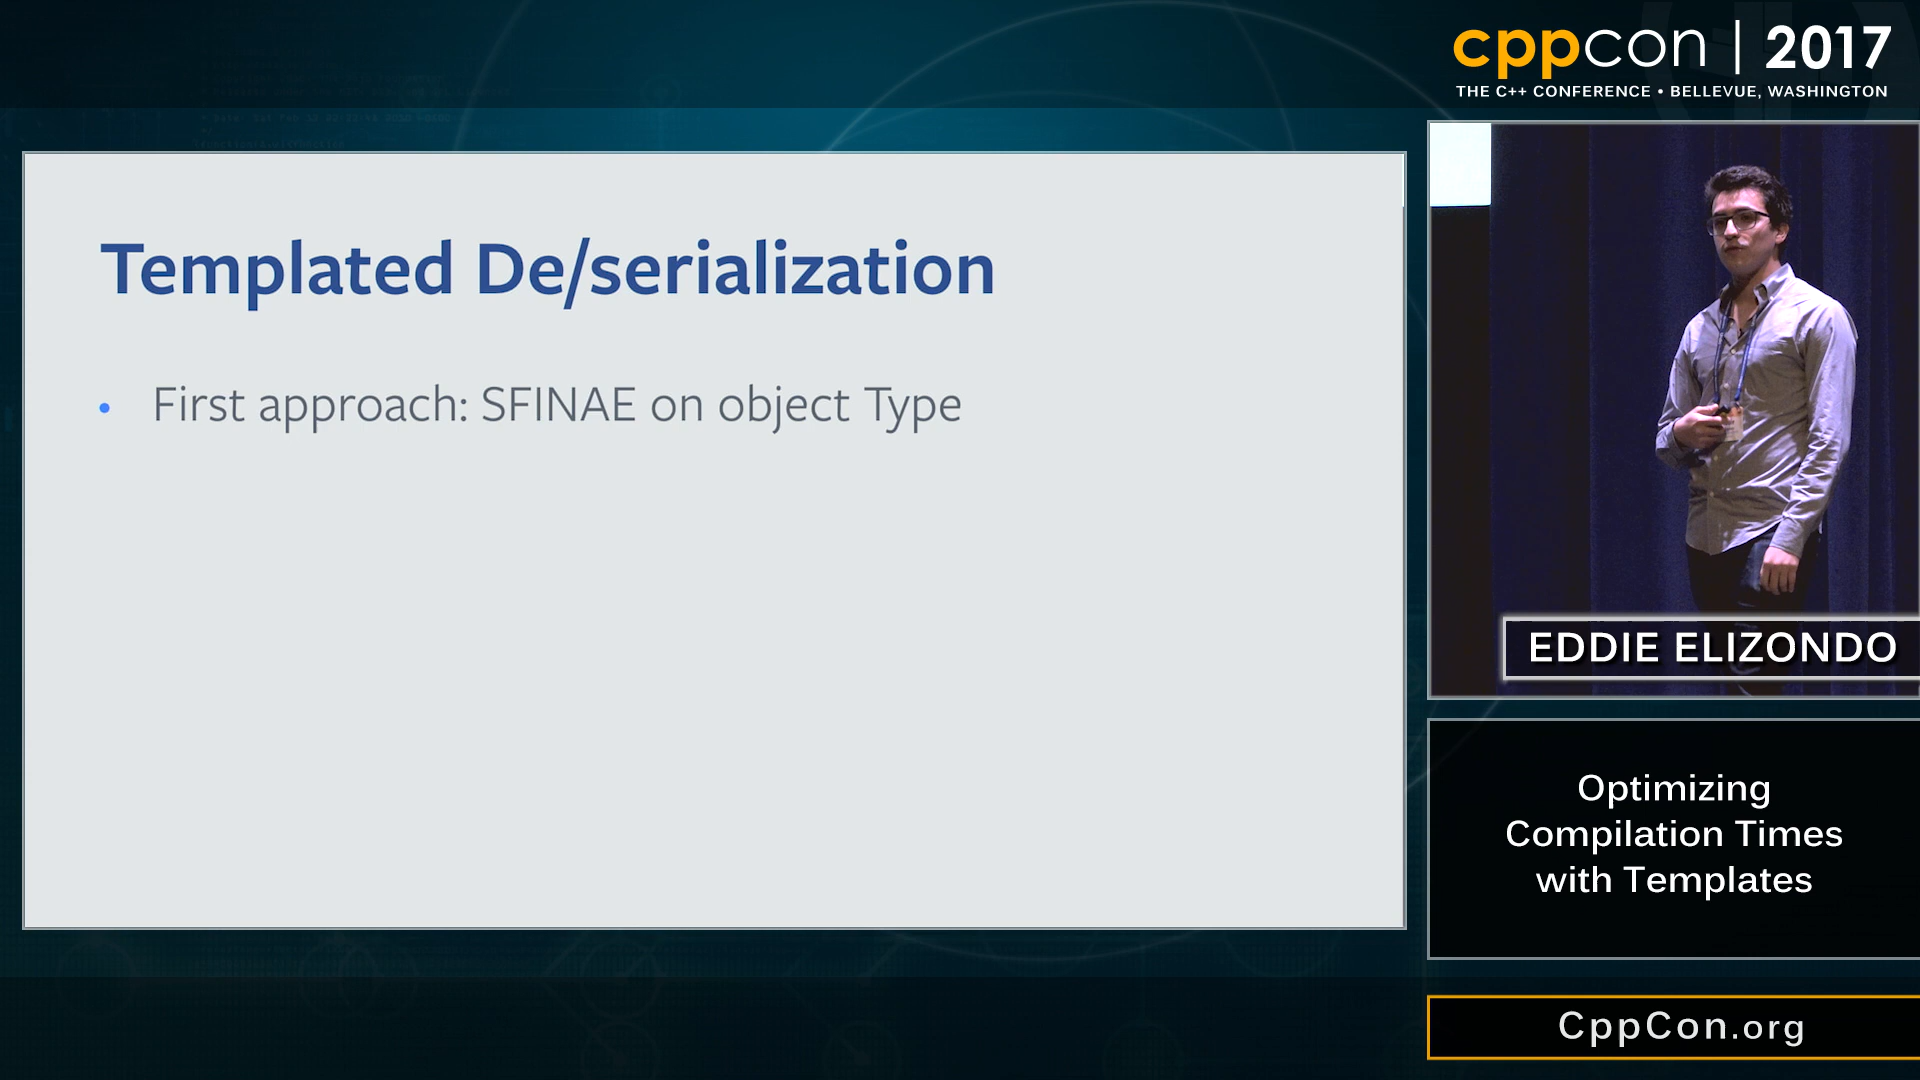 cppcon | 2017
THE C++ CONFERENCE • BELLEVUE, WASHINGTON
Templated De/serialization
• First approach: SFINAE on object Type
EDDIE ELIZONDO
Optimizing
Compilation Times
with Templates
CppCon.org